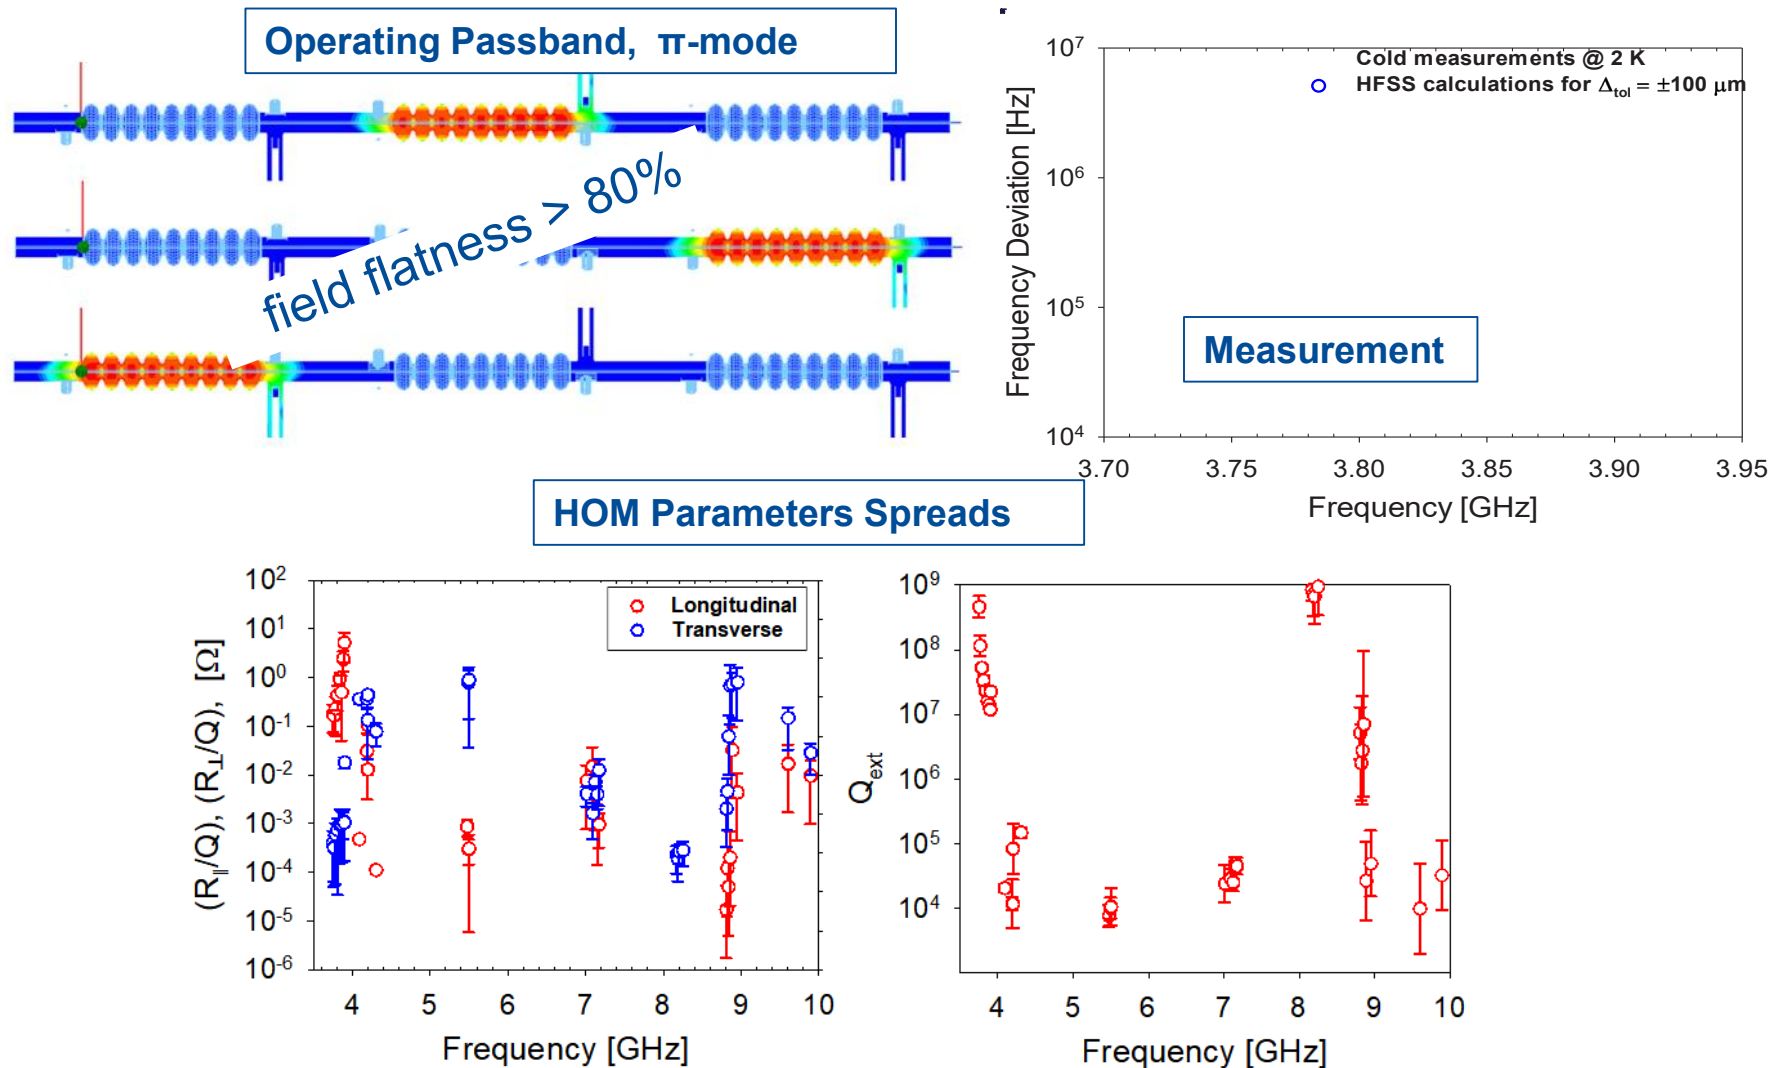 Operating Passband, π-mode
field flatness > 80%
Cold measurements @ 2 K
HFSS calculations for Δtol = ±100 μm
Frequency Deviation [Hz]
10⁷
10⁶
10⁵
10⁴
Measurement
3.70 3.75 3.80 3.85 3.90 3.95
Frequency [GHz]
HOM Parameters Spreads
(R∥/Q), (R⊥/Q), [Ω]
10²
10¹
10⁰
10⁻¹
10⁻²
10⁻³
10⁻⁴
10⁻⁵
10⁻⁶
Longitudinal
Transverse
4 5 6 7 8 9 10
Frequency [GHz]
Qext
10⁹
10⁸
10⁷
10⁶
10⁵
10⁴
4 5 6 7 8 9 10
Frequency [GHz]